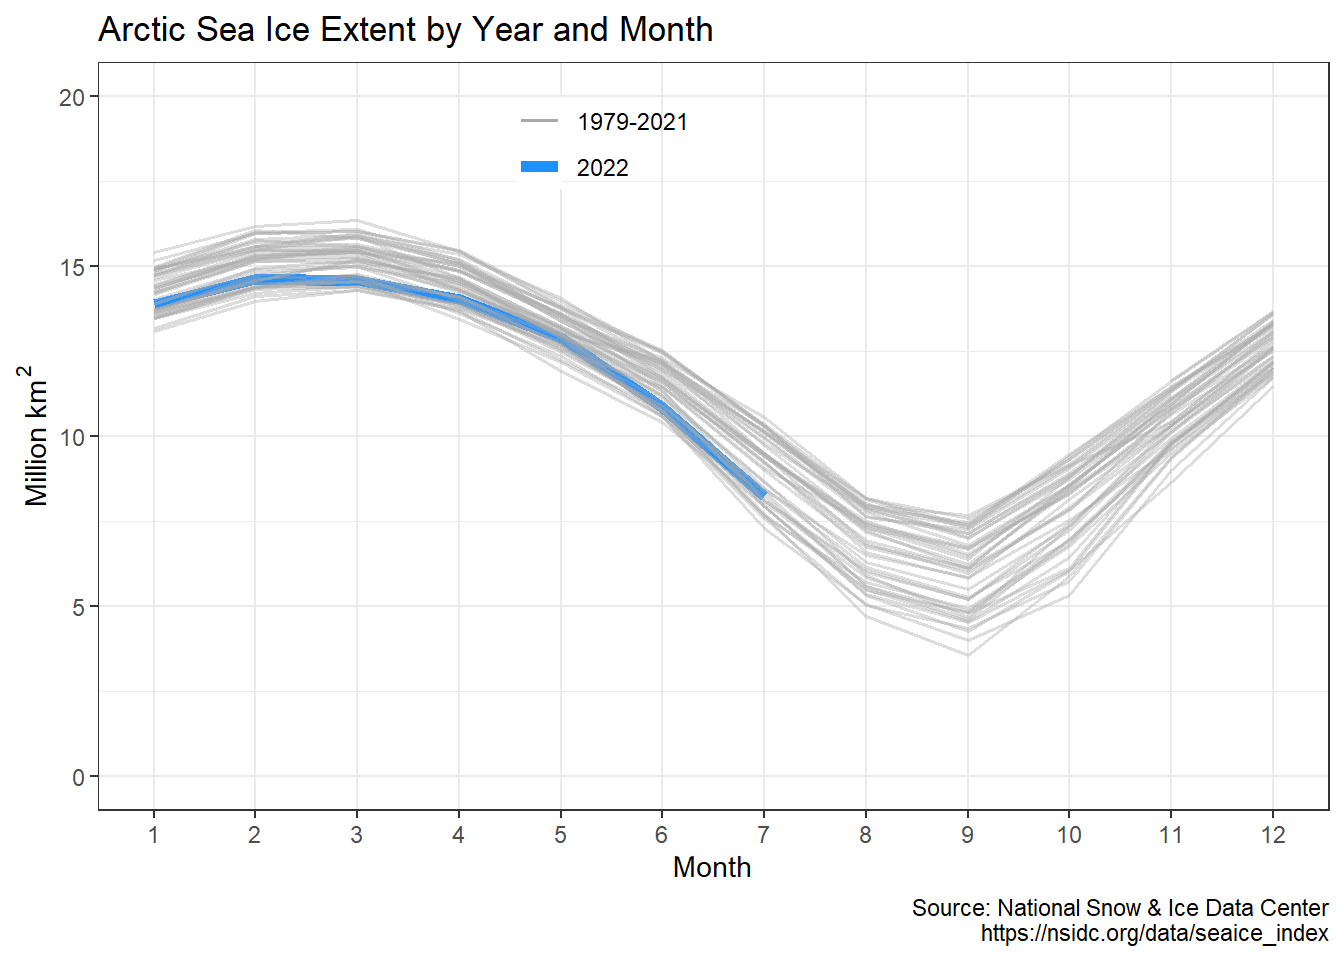 Arctic Sea Ice Extent by Year and Month
1979-2021
2022
20
15
10
5
0
Million km²
1 2 3 4 5 6 7 8 9 10 11 12
Month
Source: National Snow & Ice Data Center
https://nsidc.org/data/seaice_index